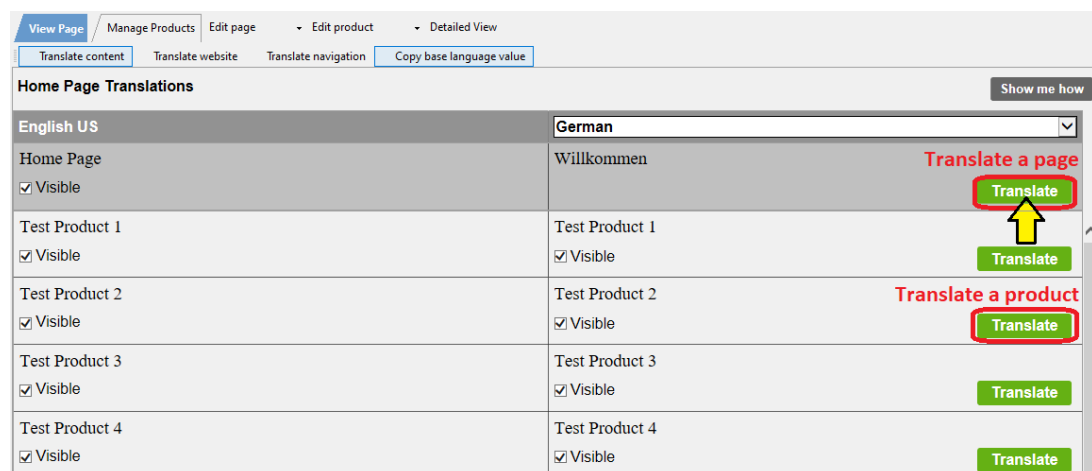 View Page Manage Products Edit page Edit product Detailed View
Translate content Translate website Translate navigation Copy base language value
Home Page Translations Show me how
English US German
Home Page Willkommen Translate a page
Visible Translate
Test Product 1 Test Product 1
Visible Visible Translate
Test Product 2 Test Product 2 Translate a product
Visible Visible Translate
Test Product 3 Test Product 3
Visible Visible Translate
Test Product 4 Test Product 4
Visible Visible Translate